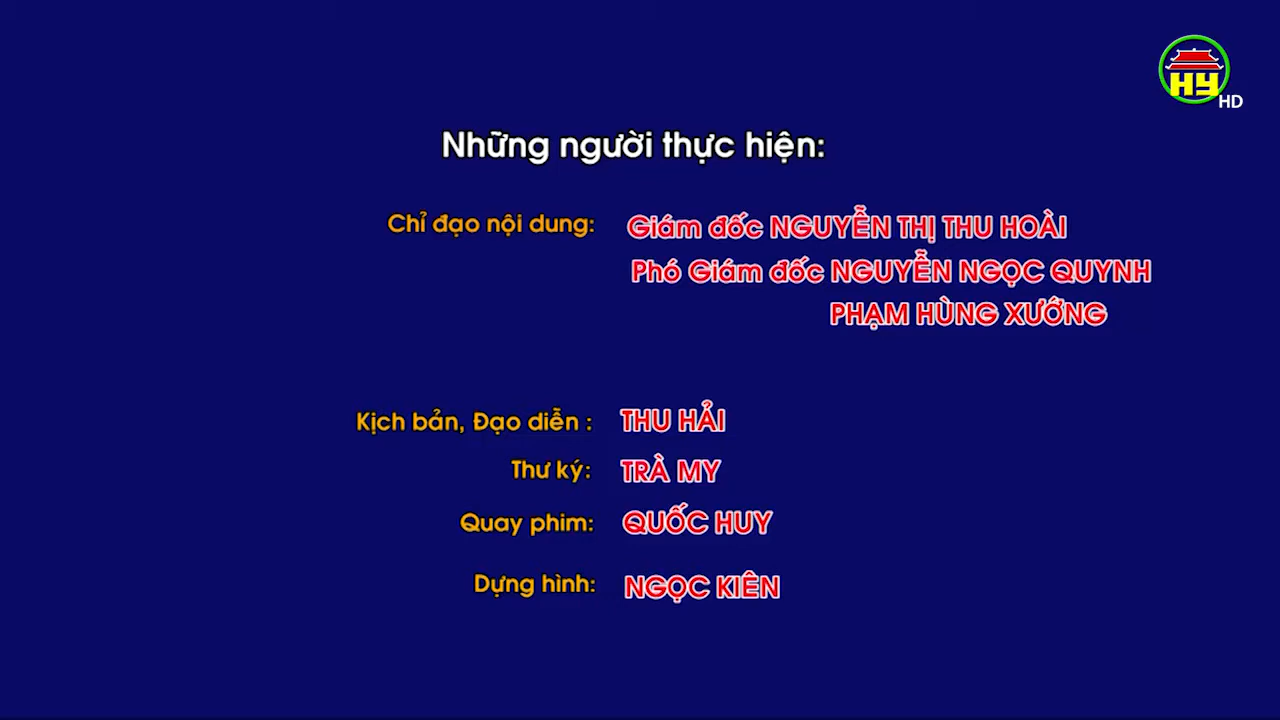 HY
HD
Những người thực hiện:
Chỉ đạo nội dung: Giám đốc NGUYỄN THỊ THU HOÀI
Phó Giám đốc NGUYỄN NGỌC QUYNH
PHẠM HÙNG XƯỚNG
Kịch bản, Đạo diễn : THU HẢI
Thư ký: TRÀ MY
Quay phim: QUỐC HUY
Dựng hình: NGỌC KIÊN